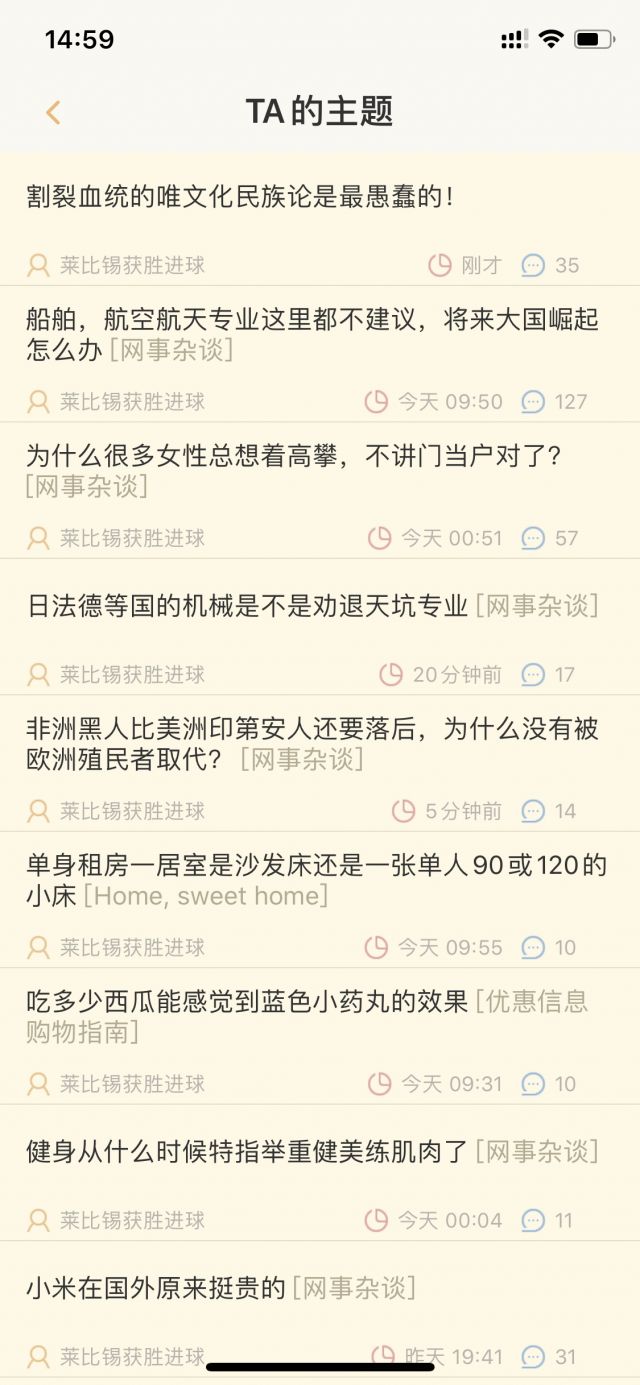 14:59
TA的主题
割裂血统的唯文化民族论是最愚蠢的!
莱比锡获胜进球 刚才 35
船舶，航空航天专业这里都不建议，将来大国崛起
怎么办 [网事杂谈]
莱比锡获胜进球 今天 09:50 127
为什么很多女性总想着高攀，不讲门当户对了？
[网事杂谈]
莱比锡获胜进球 今天 00:51 57
日法德等国的机械是不是劝退天坑专业 [网事杂谈]
莱比锡获胜进球 20分钟前 17
非洲黑人比美洲印第安人还要落后，为什么没有被
欧洲殖民者取代？ [网事杂谈]
莱比锡获胜进球 5分钟前 14
单身租房一居室是沙发床还是一张单人90或120的
小床 [Home, sweet home]
莱比锡获胜进球 今天 09:55 10
吃多少西瓜能感觉到蓝色小药丸的效果 [优惠信息
购物指南]
莱比锡获胜进球 今天 09:31 10
健身从什么时候特指举重健美练肌肉了 [网事杂谈]
莱比锡获胜进球 今天 00:04 11
小米在国外原来挺贵的 [网事杂谈]
莱比锡获胜进球 昨天 19:41 31